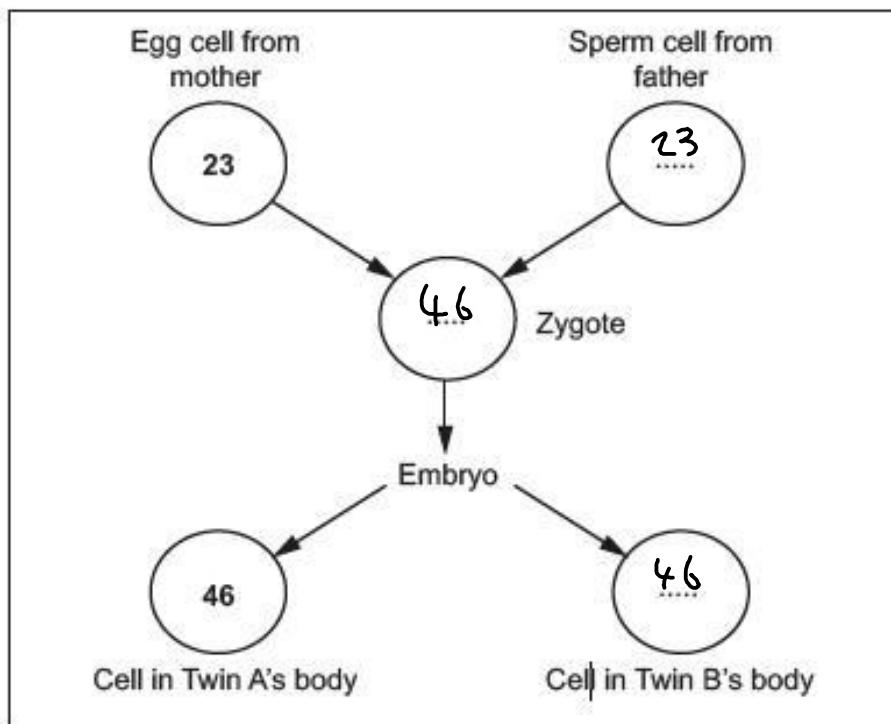 Egg cell from
mother
Sperm cell from
father
23
23
46
Zygote
Embryo
46
46
Cell in Twin A's body
Cell in Twin B's body